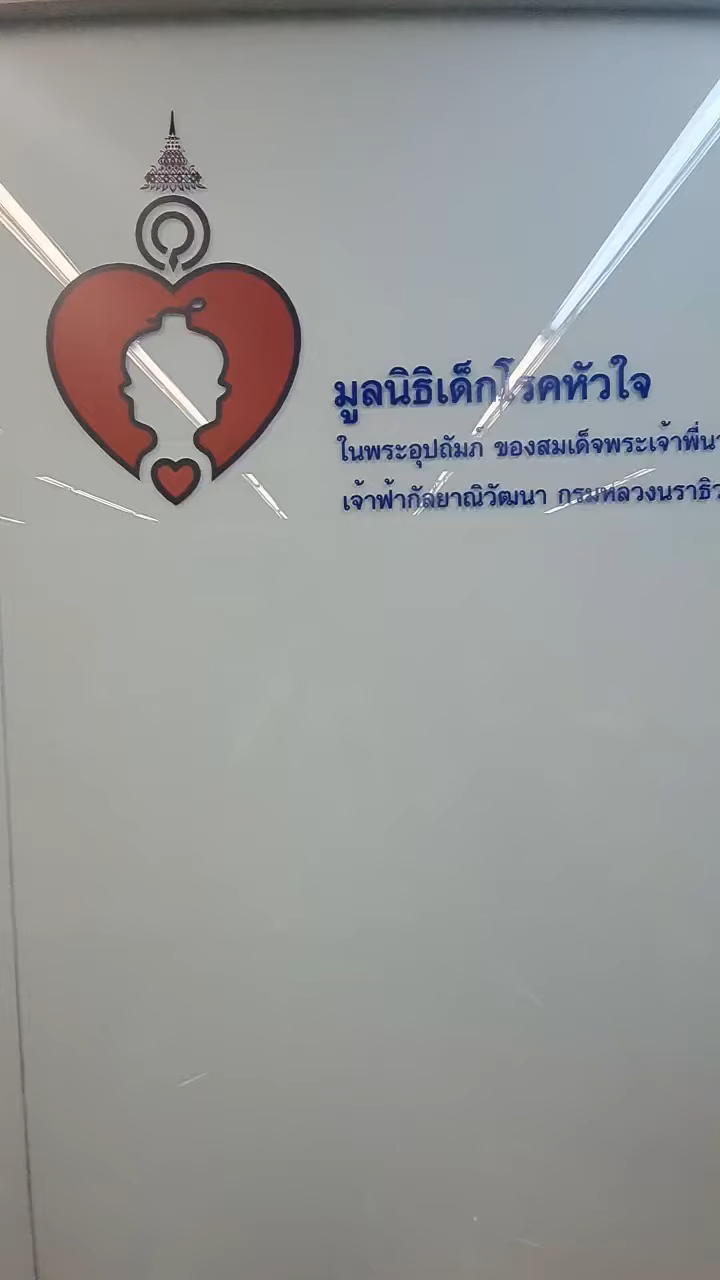 มูลนิธิเด็กโรคหัวใจ
ในพระอุปถัมภ์ ของสมเด็จพระเจ้าพี่นา
เจ้าฟ้ากัลยาณิวัฒนา กรมหลวงนราธิว